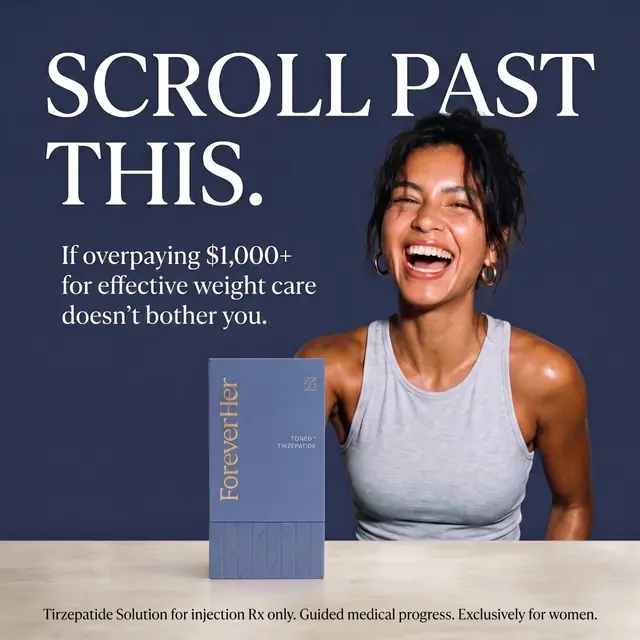 SCROLL PAST
THIS.
If overpaying $1,000+
for effective weight care
doesn’t bother you.
ForeverHer
TONED™
TIRZEPATIDE
Tirzepatide Solution for injection Rx only. Guided medical progress. Exclusively for women.